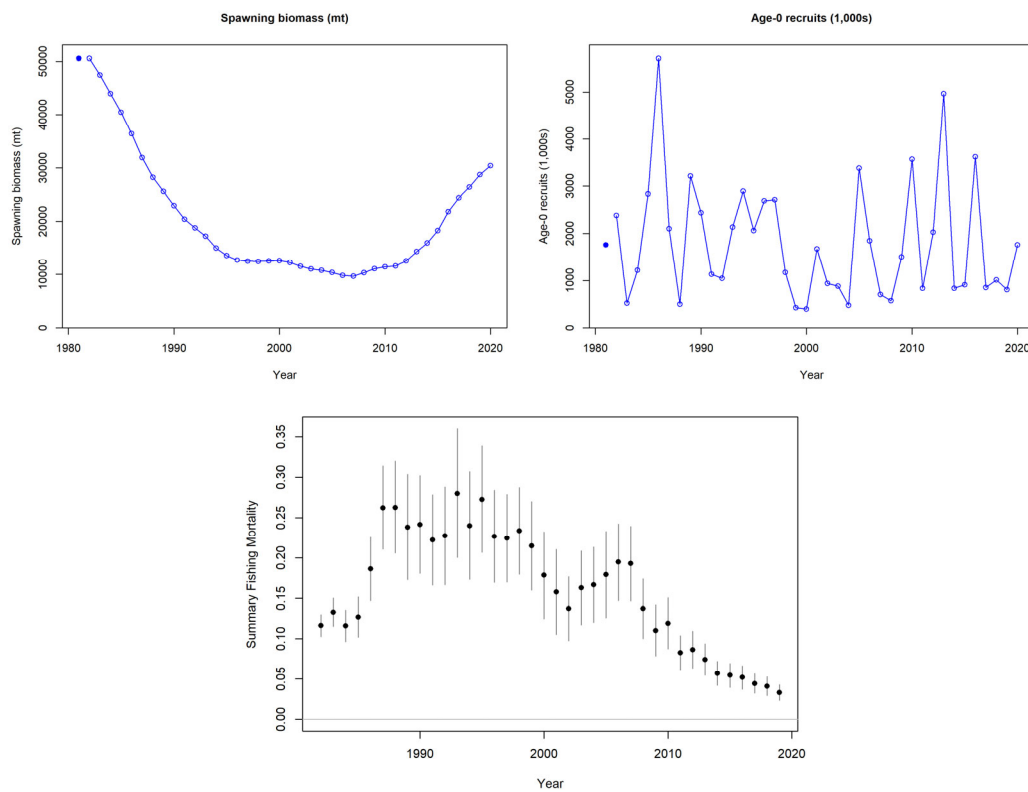 Spawning biomass (mt)
Spawning biomass (mt)
0 10000 20000 30000 40000 50000
1980 1990 2000 2010 2020
Year
Age-0 recruits (1,000s)
Age-0 recruits (1,000s)
0 1000 2000 3000 4000 5000
1980 1990 2000 2010 2020
Year
Summary Fishing Mortality
0.00 0.05 0.10 0.15 0.20 0.25 0.30 0.35
1990 2000 2010 2020
Year